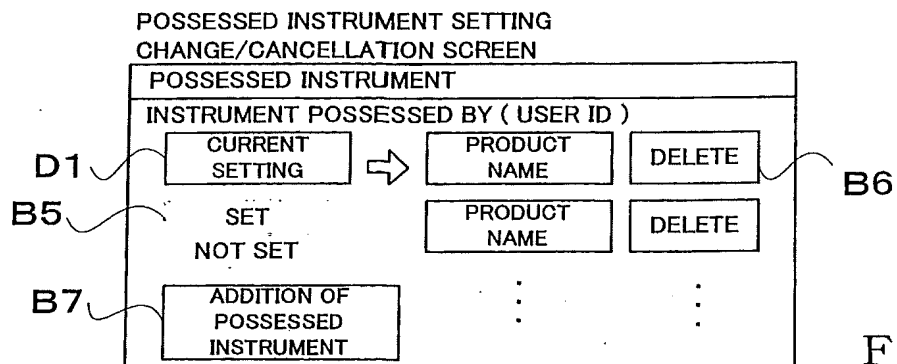 POSSESSED INSTRUMENT SETTING
CHANGE/CANCELLATION SCREEN
POSSESSED INSTRUMENT
INSTRUMENT POSSESSED BY ( USER ID )
D1
CURRENT
SETTING
PRODUCT
NAME
DELETE
B6
B5
SET
NOT SET
PRODUCT
NAME
DELETE
B7
ADDITION OF
POSSESSED
INSTRUMENT
F